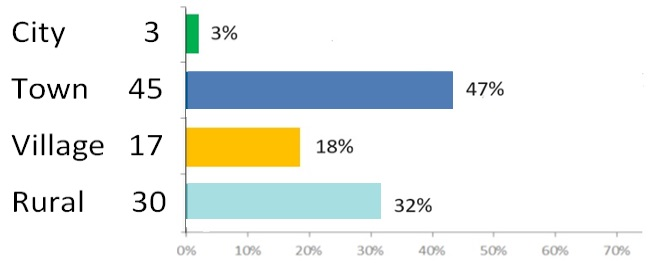 City 3 3%
Town 45 47%
Village 17 18%
Rural 30 32%
0% 10% 20% 30% 40% 50% 60% 70%